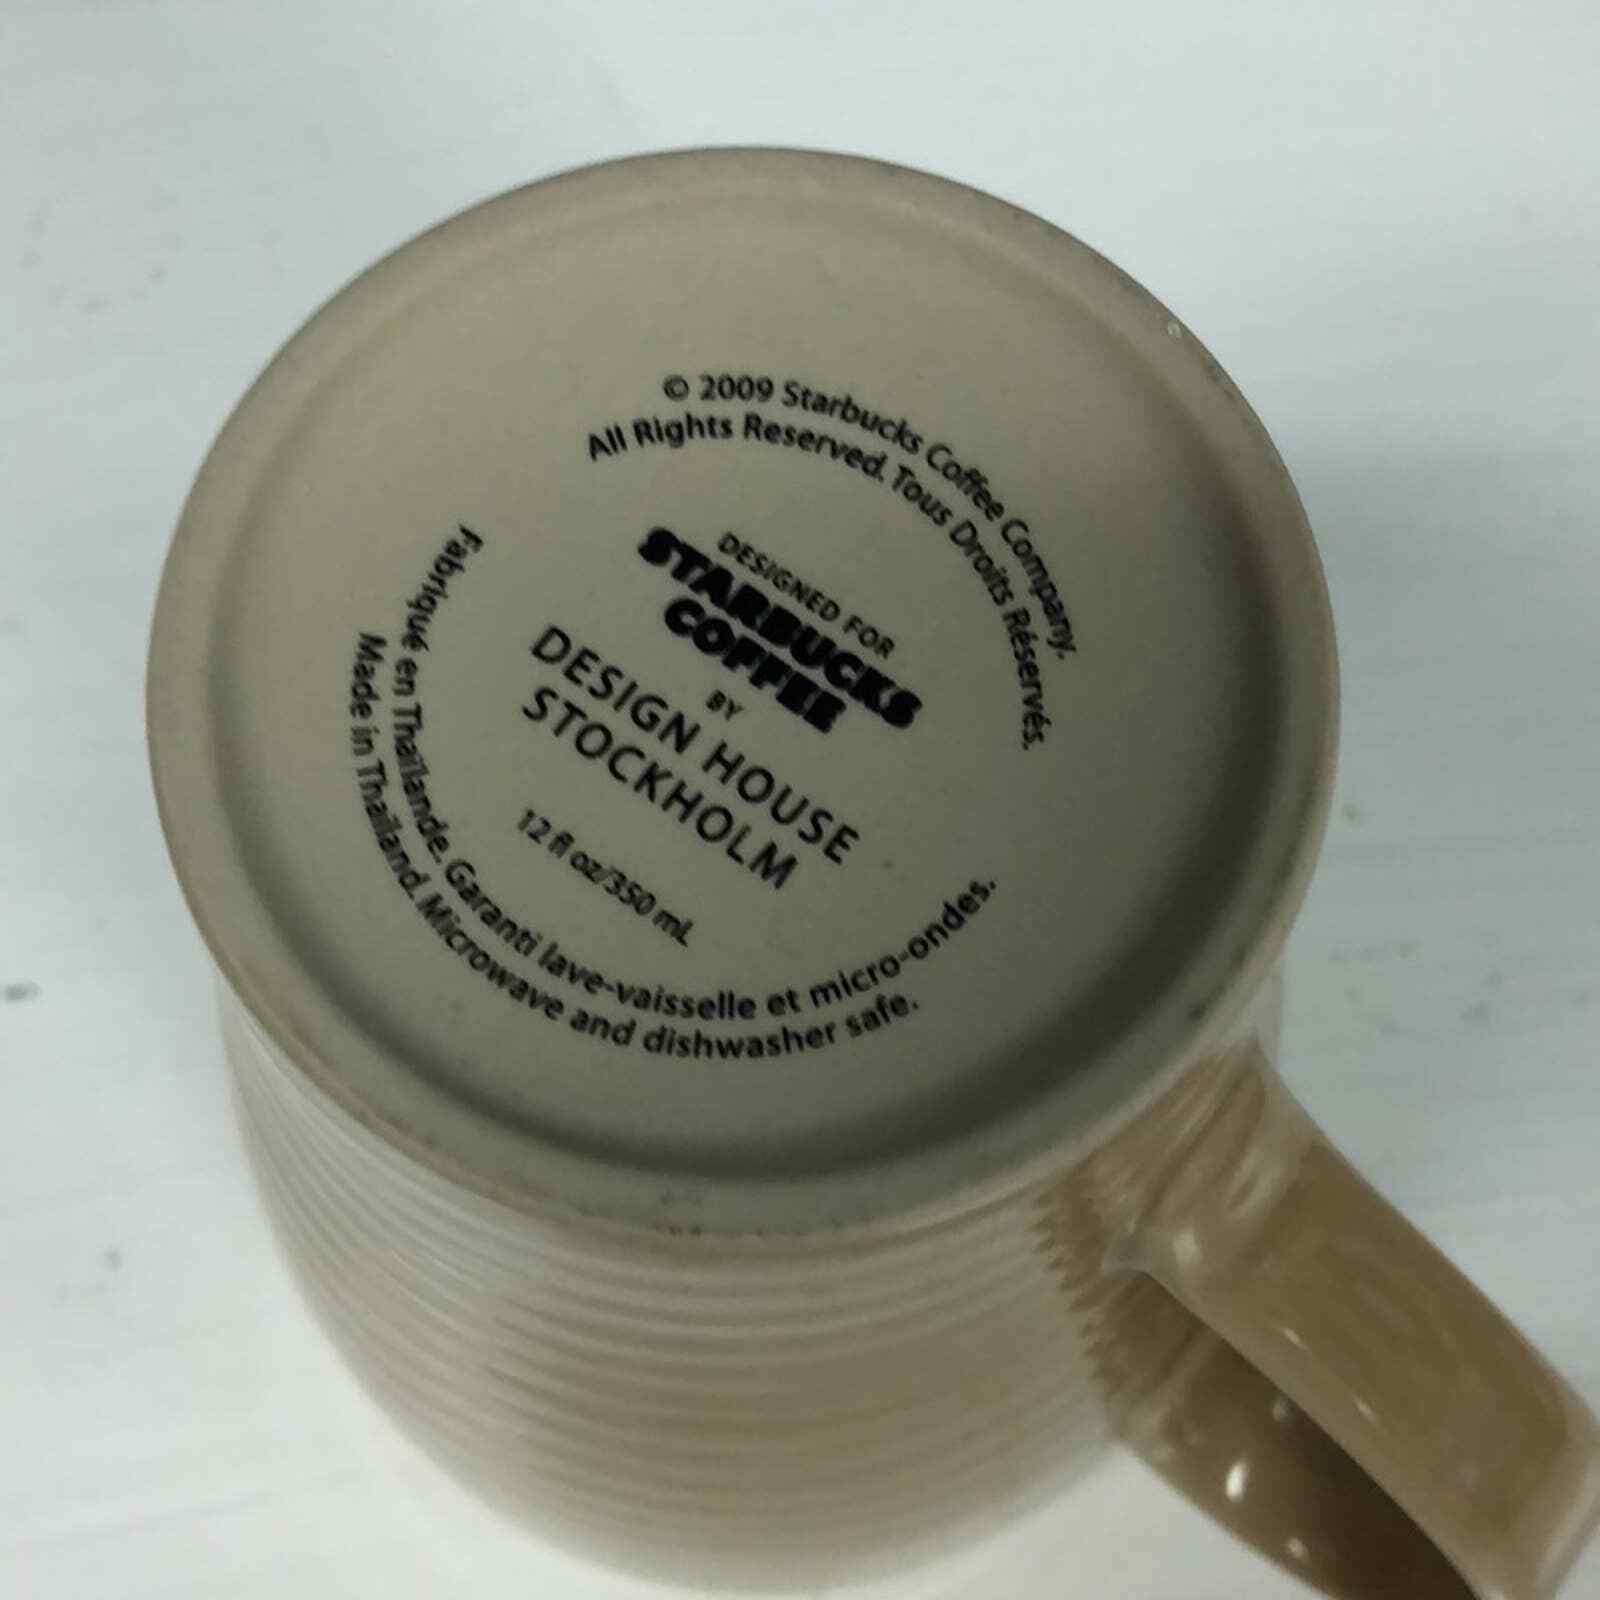 © 2009 Starbucks Coffee Company.
All Rights Reserved. Tous Droits Réservés.
DESIGNED FOR
STARBUCKS
COFFEE
BY
DESIGN HOUSE
STOCKHOLM
12 fl oz/350 mL
Fabriqué en Thaïlande. Garanti lave-vaisselle et micro-ondes.
Made in Thailand. Microwave and dishwasher safe.